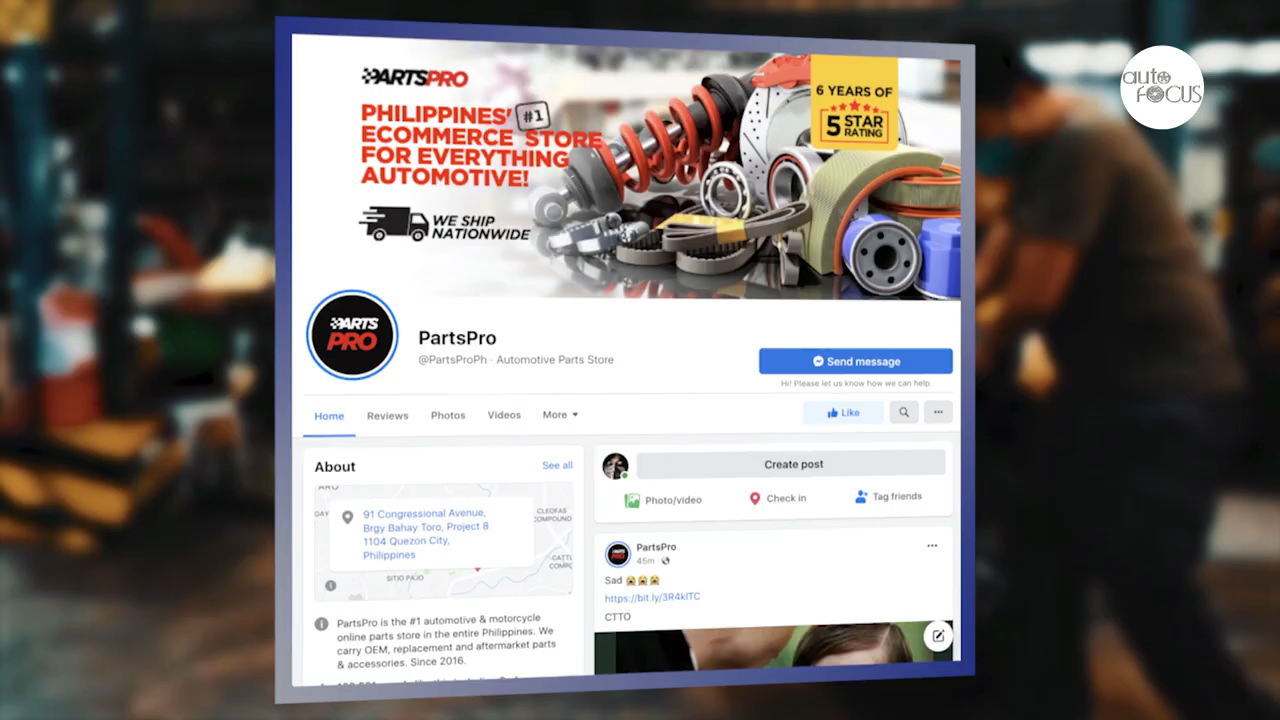 auto
FOCUS
PARTSPRO
PHILIPPINES' #1
ECOMMERCE STORE
FOR EVERYTHING
AUTOMOTIVE!
WE SHIP
NATIONWIDE
6 YEARS OF
5 STAR
RATING
PARTS
PRO
PartsPro
@PartsProPh · Automotive Parts Store
Send message
Hi! Please let us know how we can help.
Home
Reviews
Photos
Videos
More
Like
About
See all
CLEOFAS
COMPOUND
91 Congressional Avenue,
Brgy Bahay Toro, Project 8
1104 Quezon City,
Philippines
SITIO PAJO
PartsPro is the #1 automotive & motorcycle
online parts store in the entire Philippines. We
carry OEM, replacement and aftermarket parts
& accessories. Since 2016.
Create post
Photo/video
Check in
Tag friends
PartsPro
45m
Sad 😭😭😭
https://bit.ly/3R4kITC
CTTO